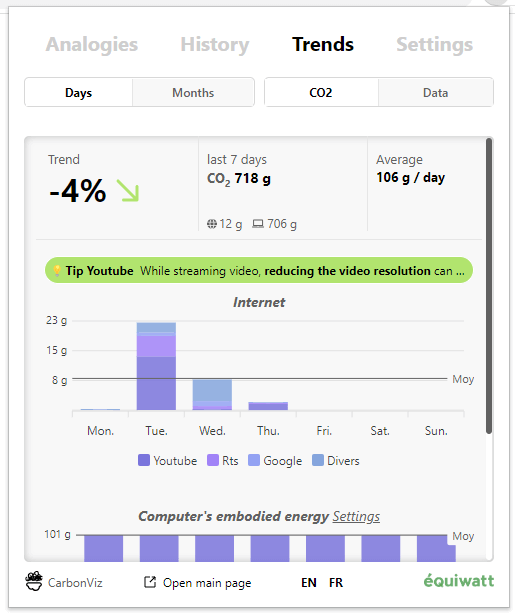 Analogies History Trends Settings
Days Months CO2 Data
Trend last 7 days Average
-4% CO2 718 g 106 g / day
12 g 706 g
Tip Youtube While streaming video, reducing the video resolution can ...
Internet
23 g
15 g
8 g Moy
Mon. Tue. Wed. Thu. Fri. Sat. Sun.
Youtube Rts Google Divers
Computer's embodied energy Settings
101 g Moy
CarbonViz Open main page EN FR équiwatt